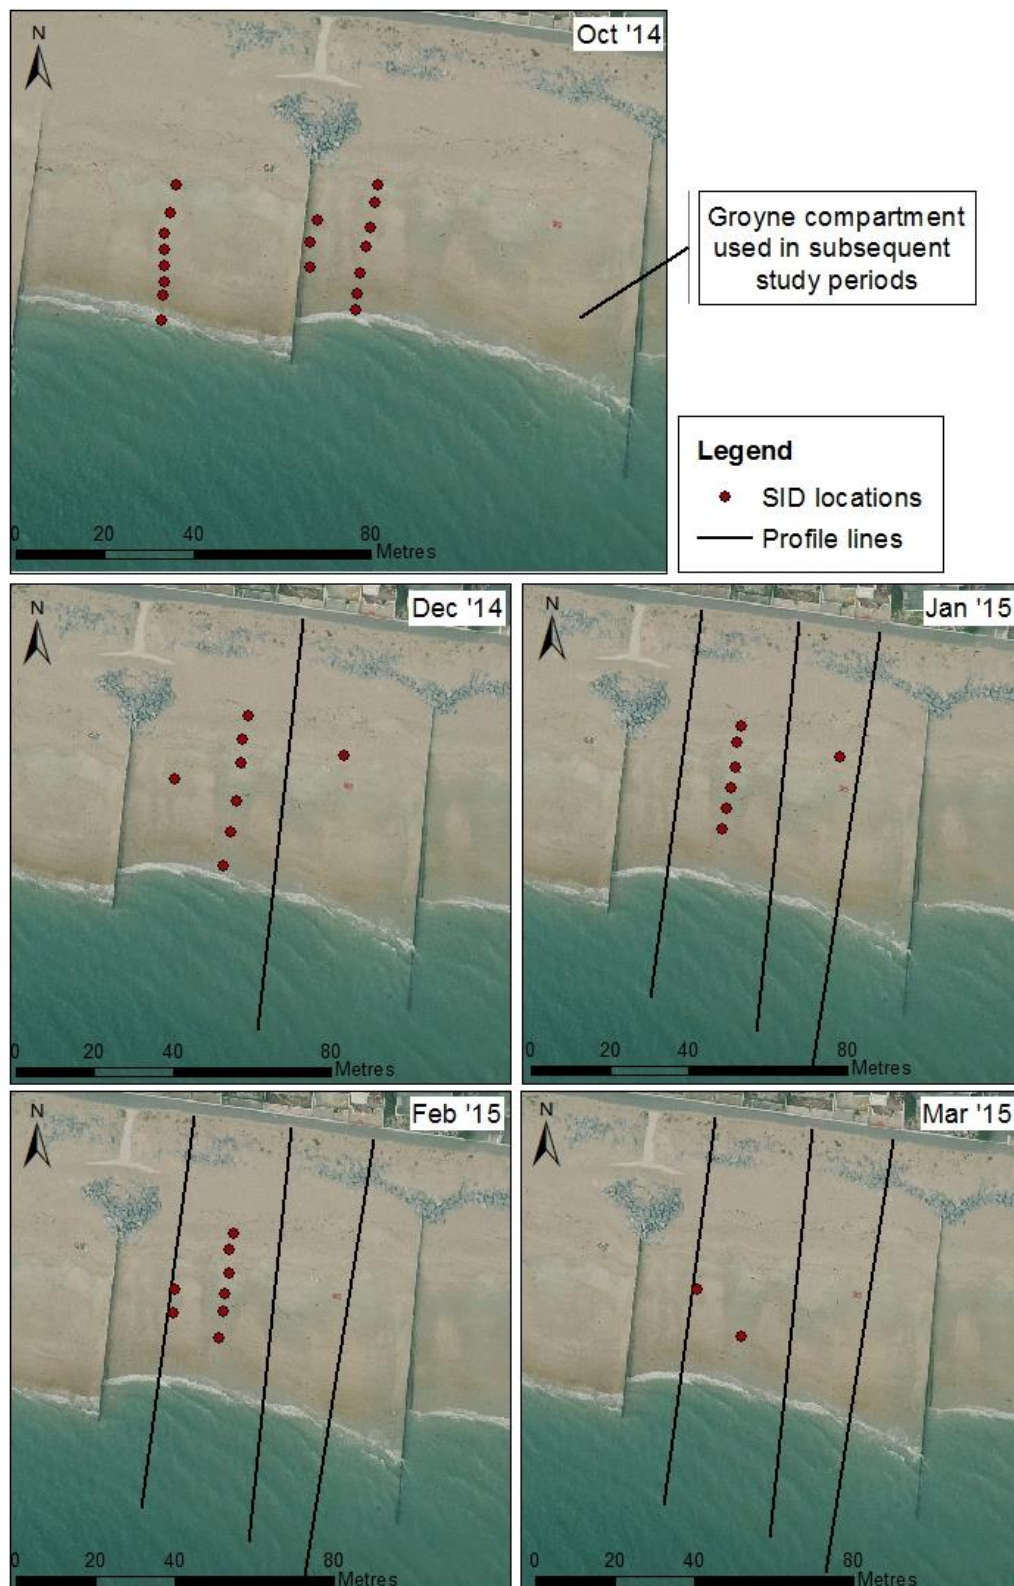 N
Oct '14
Groyne compartment
used in subsequent
study periods
Legend
SID locations
Profile lines
0 20 40 80
Metres
N
Dec '14
0 20 40 80
Metres
N
Jan '15
0 20 40 80
Metres
N
Feb '15
0 20 40 80
Metres
N
Mar '15
0 20 40 80
Metres